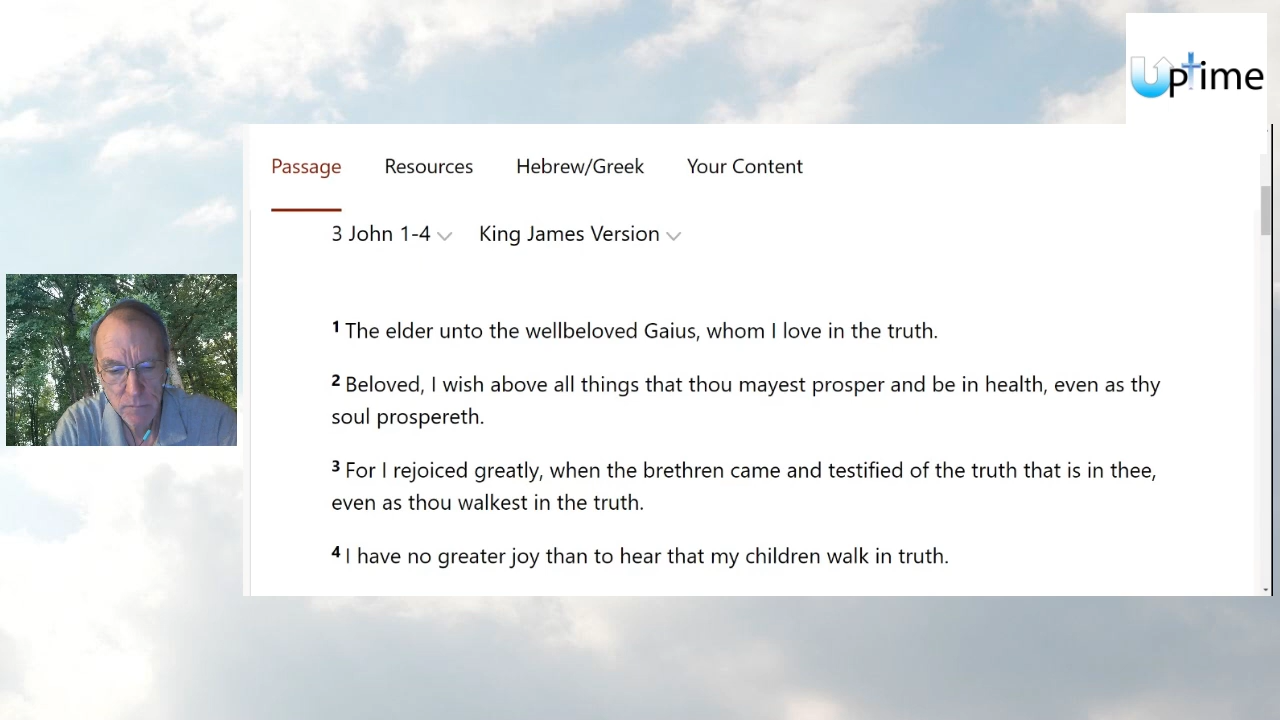 Uptime
Passage Resources Hebrew/Greek Your Content
3 John 1-4 King James Version
1 The elder unto the wellbeloved Gaius, whom I love in the truth.
2 Beloved, I wish above all things that thou mayest prosper and be in health, even as thy
soul prospereth.
3 For I rejoiced greatly, when the brethren came and testified of the truth that is in thee,
even as thou walkest in the truth.
4 I have no greater joy than to hear that my children walk in truth.